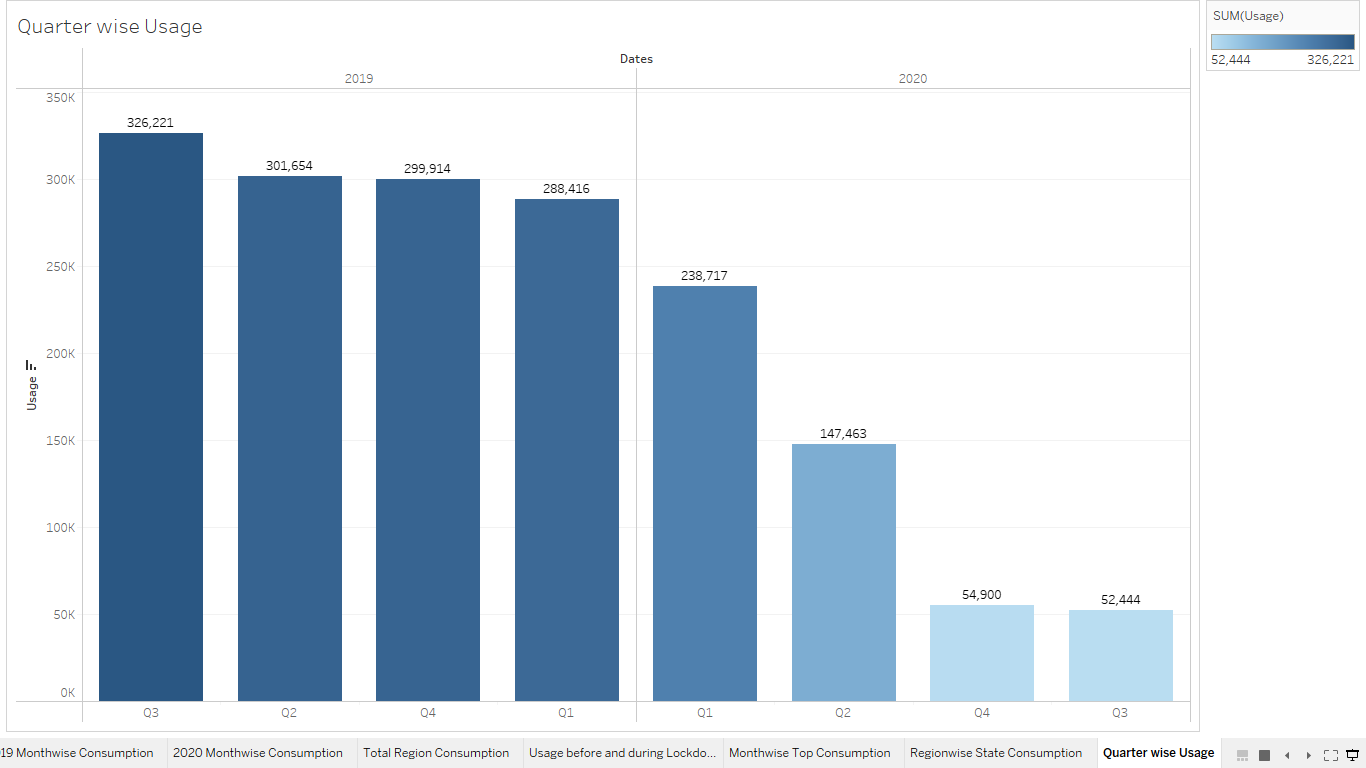 Quarter wise Usage
SUM(Usage)
52,444 326,221
Dates
2019 2020
350K
300K
250K
200K
150K
100K
50K
0K
Usage
326,221
301,654
299,914
288,416
238,717
147,463
54,900
52,444
Q3 Q2 Q4 Q1 Q1 Q2 Q4 Q3
19 Monthwise Consumption 2020 Monthwise Consumption Total Region Consumption Usage before and during Lockdo... Monthwise Top Consumption Regionwise State Consumption Quarter wise Usage